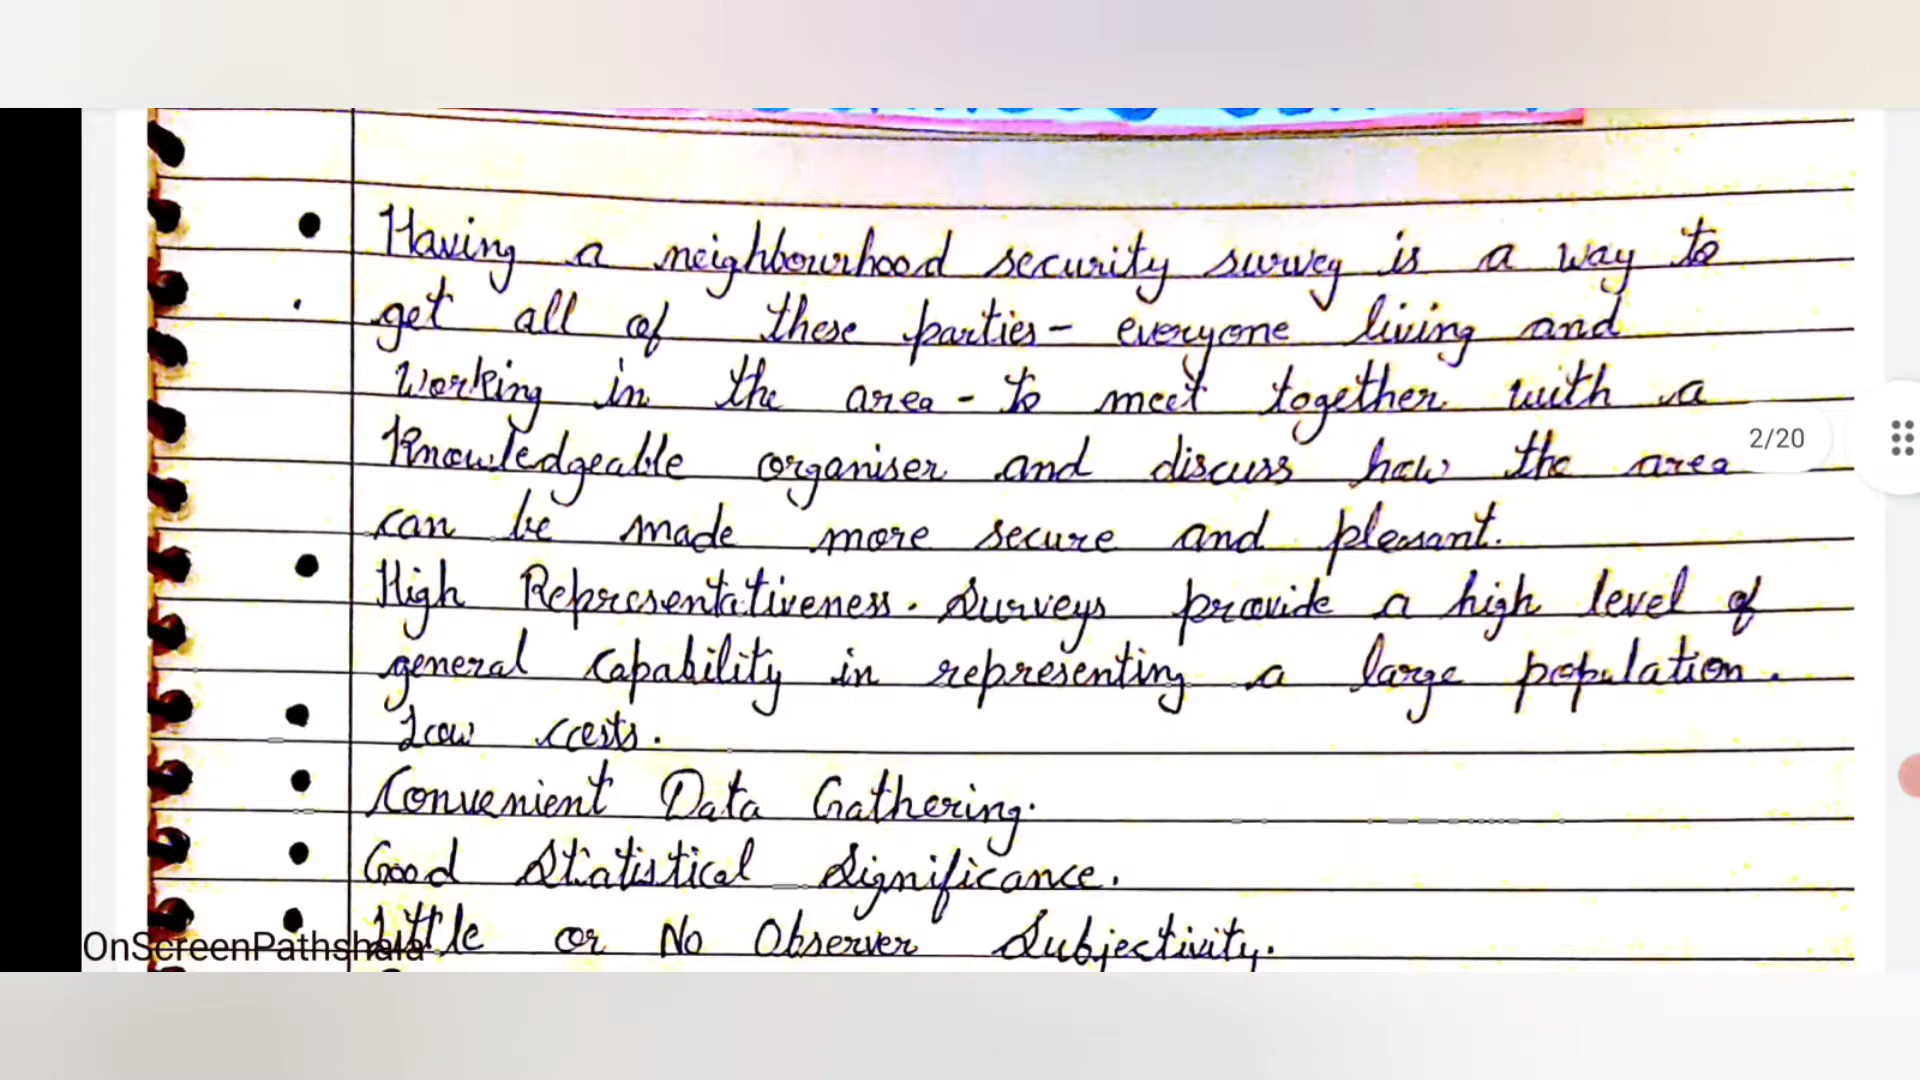 • Having a neighbourhood security survey is a way to
get all of these parties - everyone living and
working in the area - to meet together with a
Knowledgeable organiser and discuss how the area
2/20
can be made more secure and pleasant.
• High Representativeness. Surveys provide a high level of
general capability in representing a large population.
• Low costs.
• Convenient Data Gathering.
• Good Statistical Significance.
• Little or No Observer Subjectivity.
OnScreenPathshala